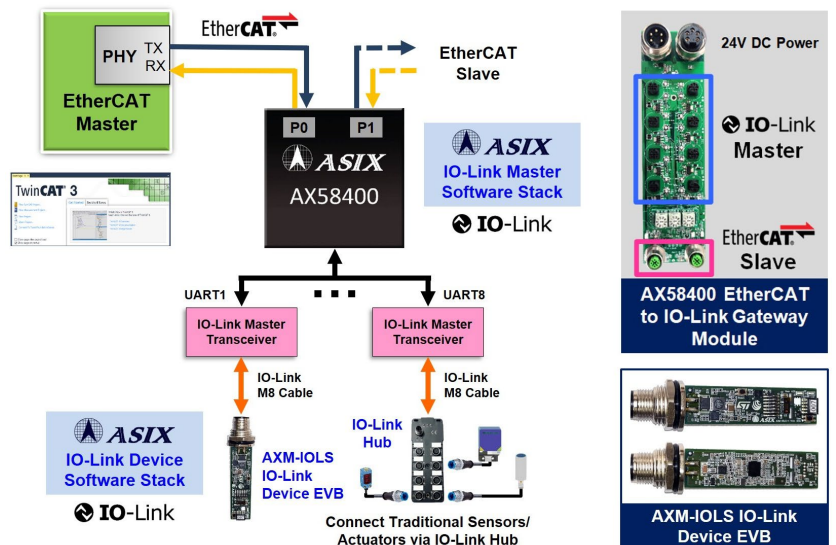 EtherCAT®
PHY TX
RX
EtherCAT
Master
EtherCAT
Slave
P0 P1
ASIX
AX58400
ASIX
IO-Link Master
Software Stack
IO-Link
TwinCAT® 3
UART1
UART8
IO-Link Master
Transceiver
IO-Link Master
Transceiver
IO-Link
M8 Cable
IO-Link
M8 Cable
ASIX
IO-Link Device
Software Stack
IO-Link
AXM-IOLS
IO-Link
Device EVB
IO-Link
Hub
Connect Traditional Sensors/
Actuators via IO-Link Hub
24V DC Power
IO-Link
Master
EtherCAT®
Slave
AX58400 EtherCAT
to IO-Link Gateway
Module
AXM-IOLS IO-Link
Device EVB